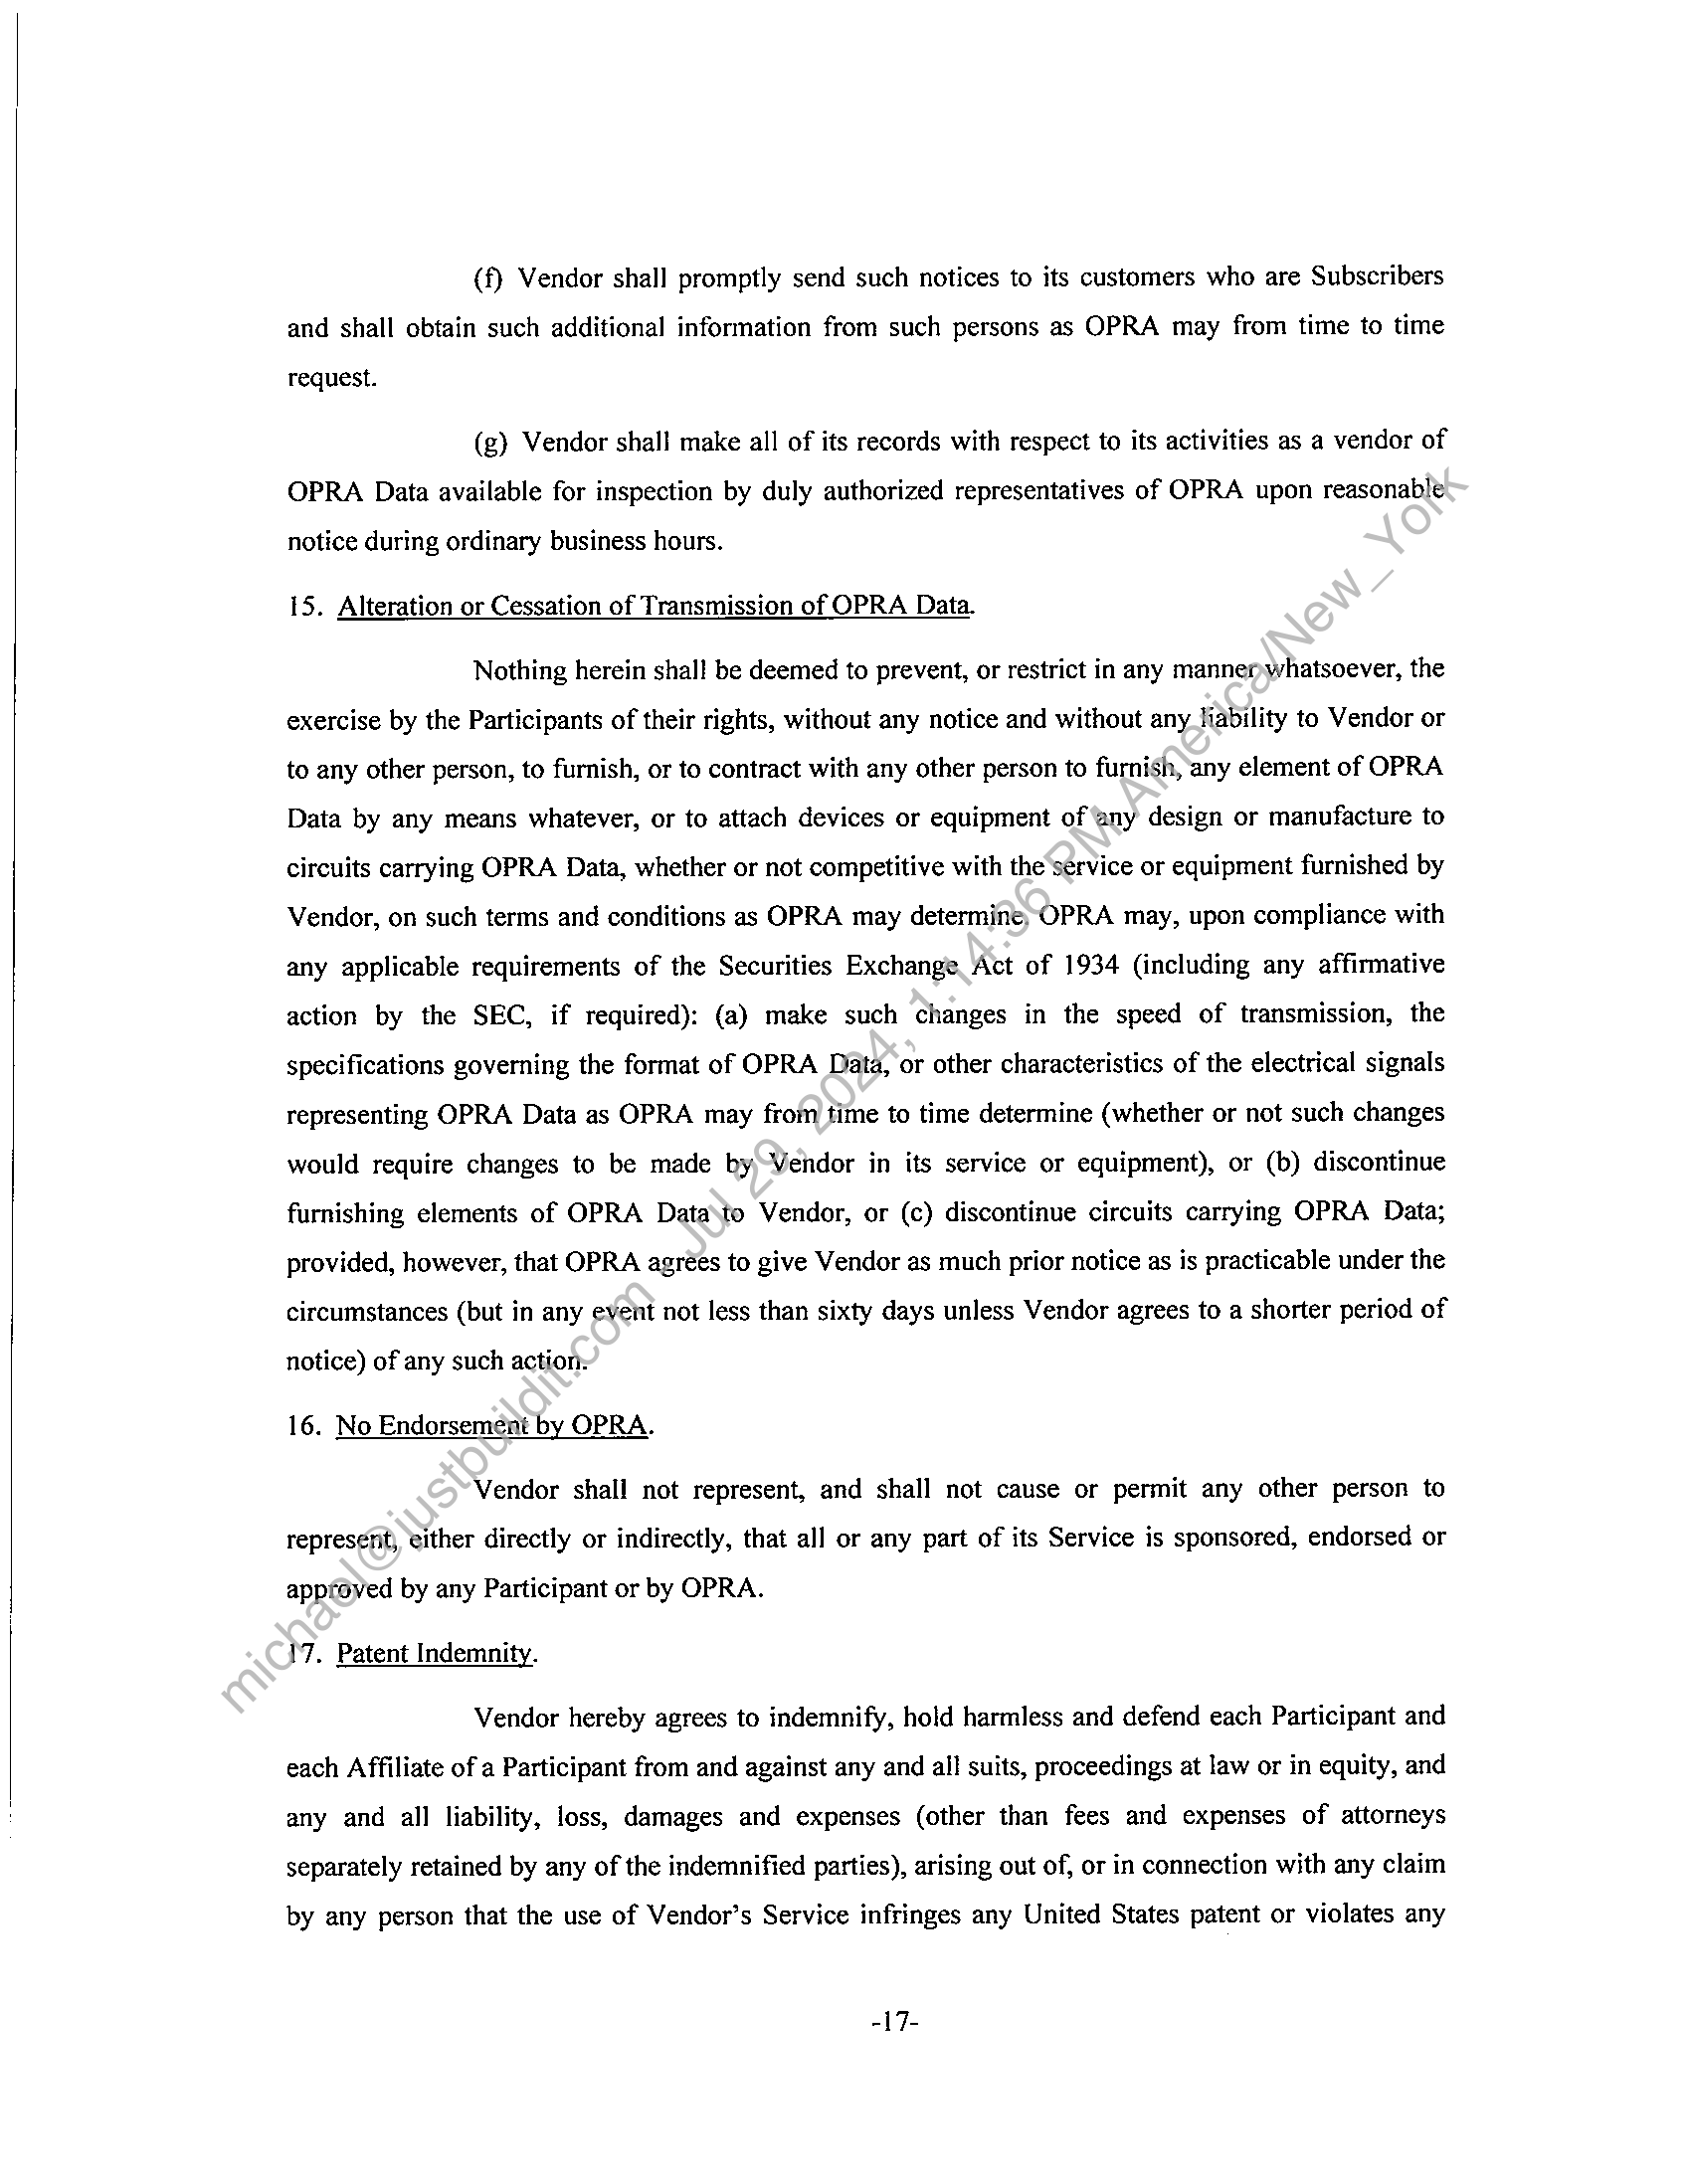 (f) Vendor shall promptly send such notices to its customers who are Subscribers
and shall obtain such additional information from such persons as OPRA may from time to time
request.
(g) Vendor shall make all of its records with respect to its activities as a vendor of
OPRA Data available for inspection by duly authorized representatives of OPRA upon reasonable
notice during ordinary business hours.
15. Alteration or Cessation of Transmission of OPRA Data.
Nothing herein shall be deemed to prevent, or restrict in any manner whatsoever, the
exercise by the Participants of their rights, without any notice and without any liability to Vendor or
to any other person, to furnish, or to contract with any other person to furnish, any element of OPRA
Data by any means whatever, or to attach devices or equipment of any design or manufacture to
circuits carrying OPRA Data, whether or not competitive with the service or equipment furnished by
Vendor, on such terms and conditions as OPRA may determine. OPRA may, upon compliance with
any applicable requirements of the Securities Exchange Act of 1934 (including any affirmative
action by the SEC, if required): (a) make such changes in the speed of transmission, the
specifications governing the format of OPRA Data, or other characteristics of the electrical signals
representing OPRA Data as OPRA may from time to time determine (whether or not such changes
would require changes to be made by Vendor in its service or equipment), or (b) discontinue
furnishing elements of OPRA Data to Vendor, or (c) discontinue circuits carrying OPRA Data;
provided, however, that OPRA agrees to give Vendor as much prior notice as is practicable under the
circumstances (but in any event not less than sixty days unless Vendor agrees to a shorter period of
notice) of any such action.
16. No Endorsement by OPRA.
Vendor shall not represent, and shall not cause or permit any other person to
represent, either directly or indirectly, that all or any part of its Service is sponsored, endorsed or
approved by any Participant or by OPRA.
17. Patent Indemnity.
Vendor hereby agrees to indemnify, hold harmless and defend each Participant and
each Affiliate of a Participant from and against any and all suits, proceedings at law or in equity, and
any and all liability, loss, damages and expenses (other than fees and expenses of attorneys
separately retained by any of the indemnified parties), arising out of, or in connection with any claim
by any person that the use of Vendor's Service infringes any United States patent or violates any
-17-
michael@justbuildit.com - Jul 29, 2024, 1:14:36 PM America/New_York